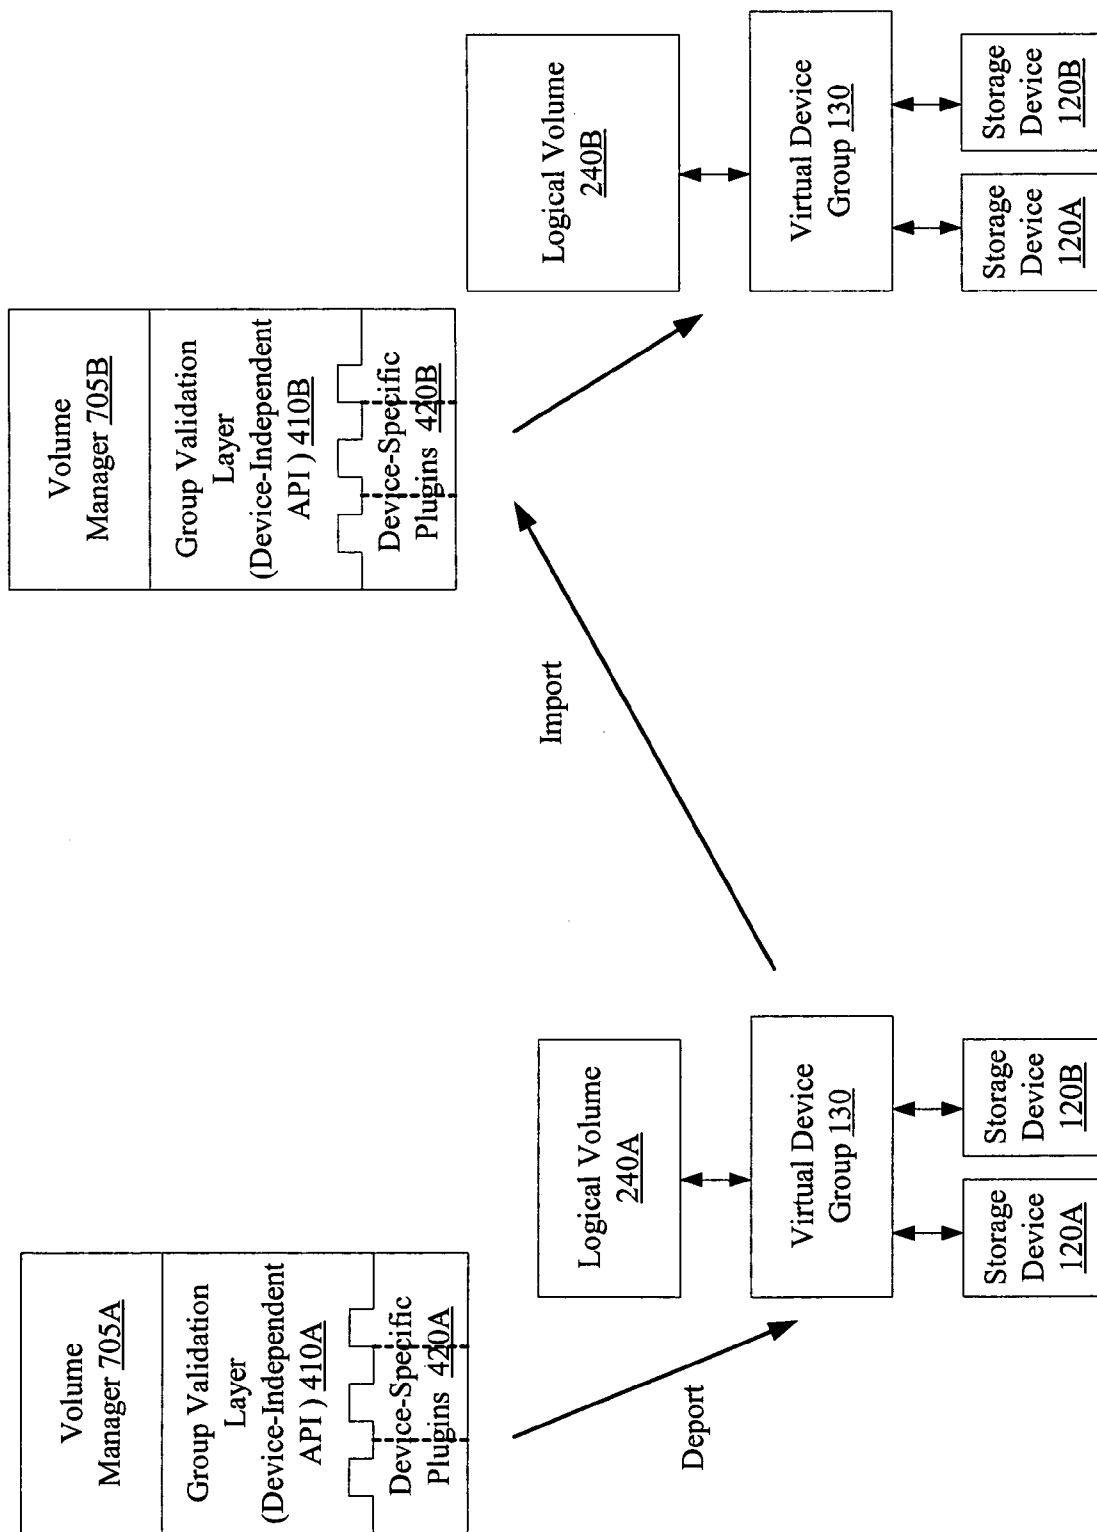 Volume
Manager 705A
Group Validation
Layer
(Device-Independent
API ) 410A
Device-Specific
Plugins 420A
Deport
Logical Volume
240A
Virtual Device
Group 130
Storage
Device
120A
Storage
Device
120B
Import
Volume
Manager 705B
Group Validation
Layer
(Device-Independent
API ) 410B
Device-Specific
Plugins 420B
Logical Volume
240B
Virtual Device
Group 130
Storage
Device
120A
Storage
Device
120B